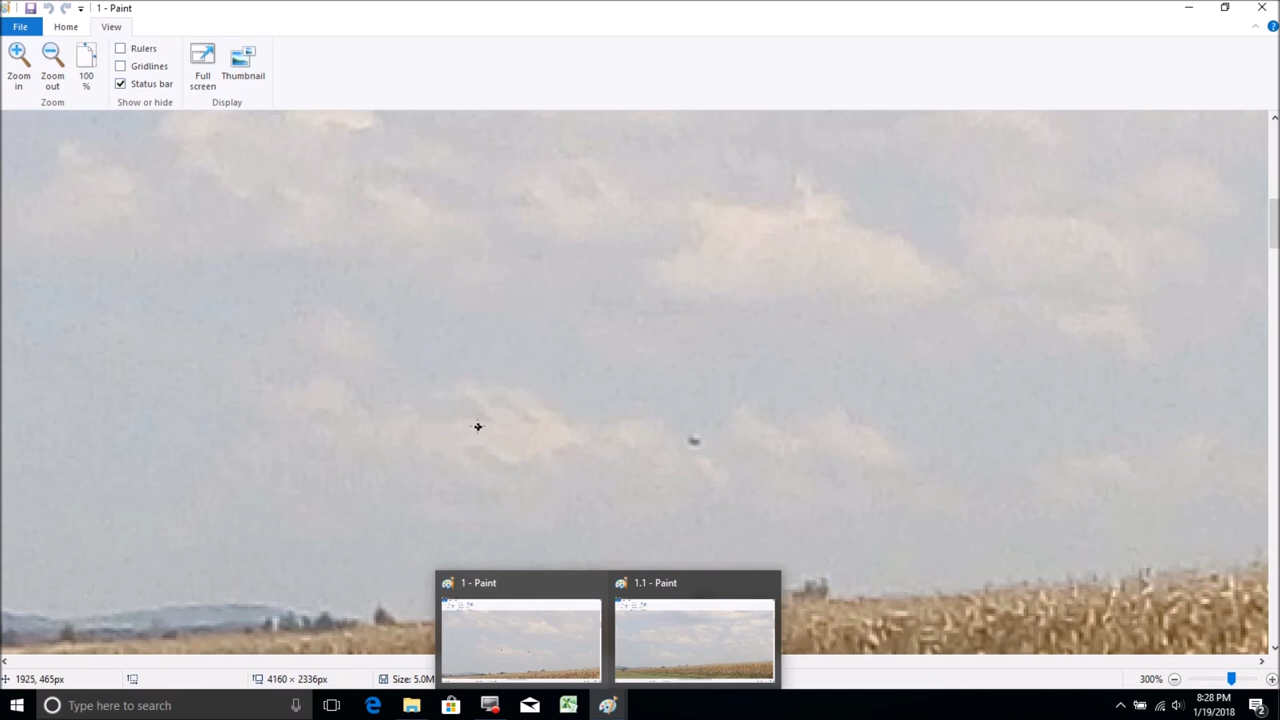 1 - Paint
File Home View
Zoom in
Zoom out
100 %
Rulers
Gridlines
Status bar
Full screen
Thumbnail
Zoom
Show or hide
Display
1 - Paint
1.1 - Paint
1925, 465px
4160 × 2336px
Size: 5.0M
300%
Type here to search
8:28 PM
1/19/2018
2